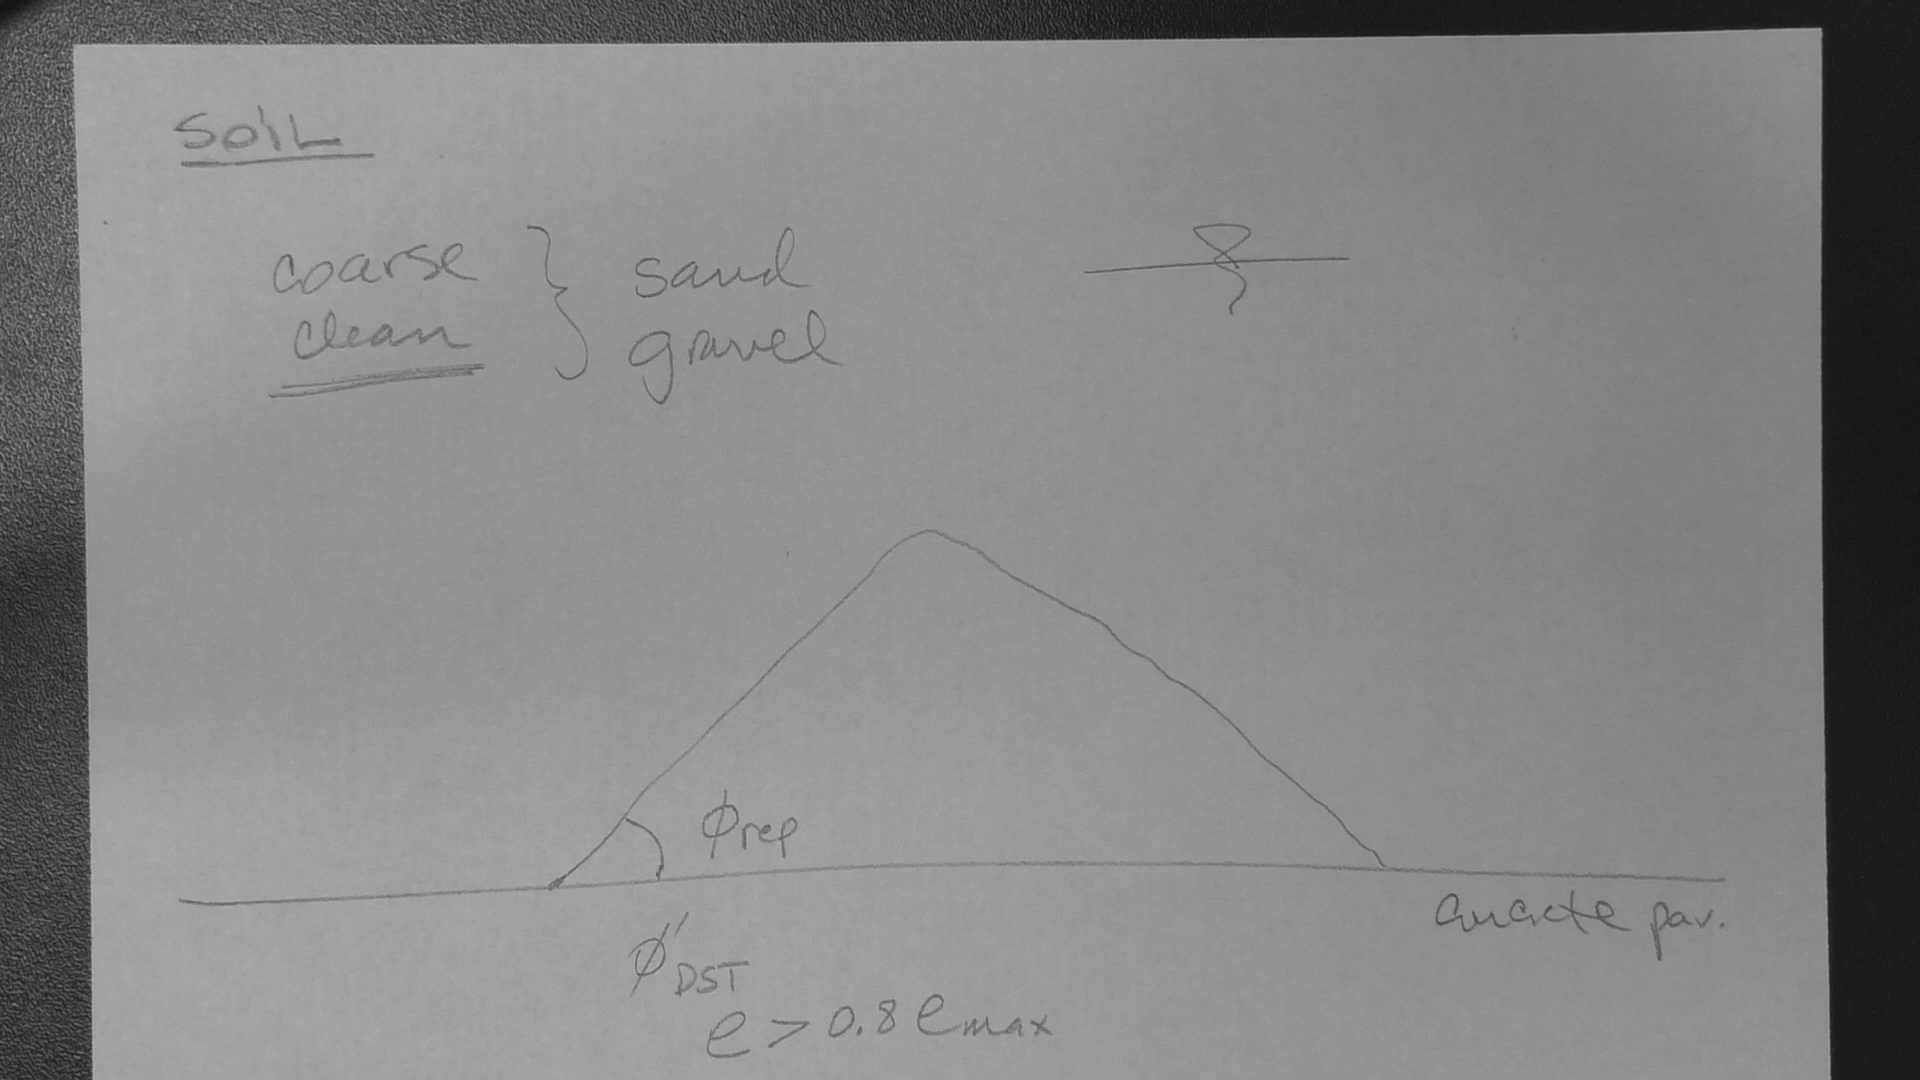 SOIL
coarse } sand
clean } gravel
ϕrep
concrete pav.
ϕ'DST
e > 0.8 emax